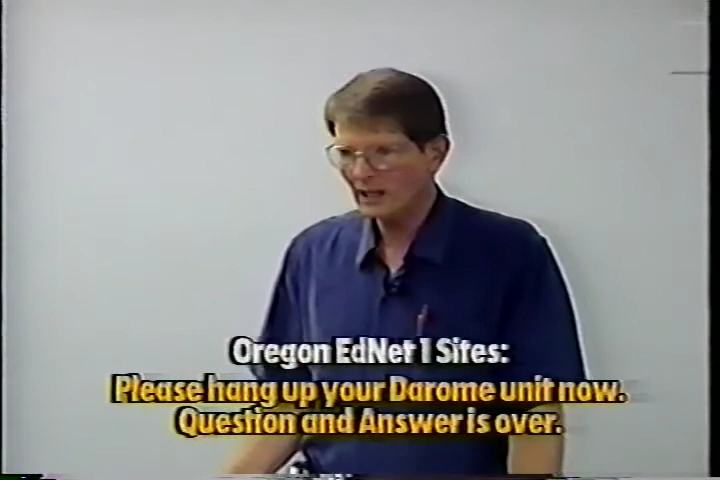 Oregon EdNet 1 Sites:
Please hang up your Darome unit now.
Question and Answer is over.